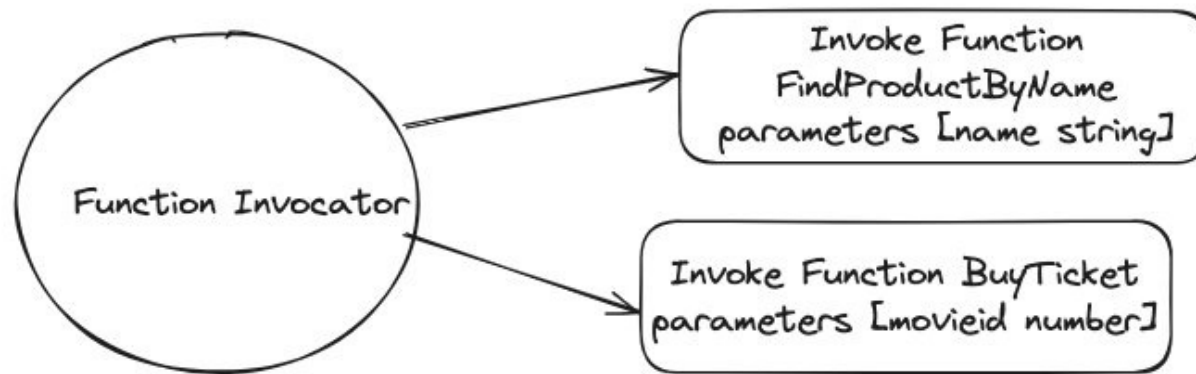 Function Invocator
Invoke Function
FindProductByName
parameters [name string]
Invoke Function BuyTicket
parameters [movieid number]